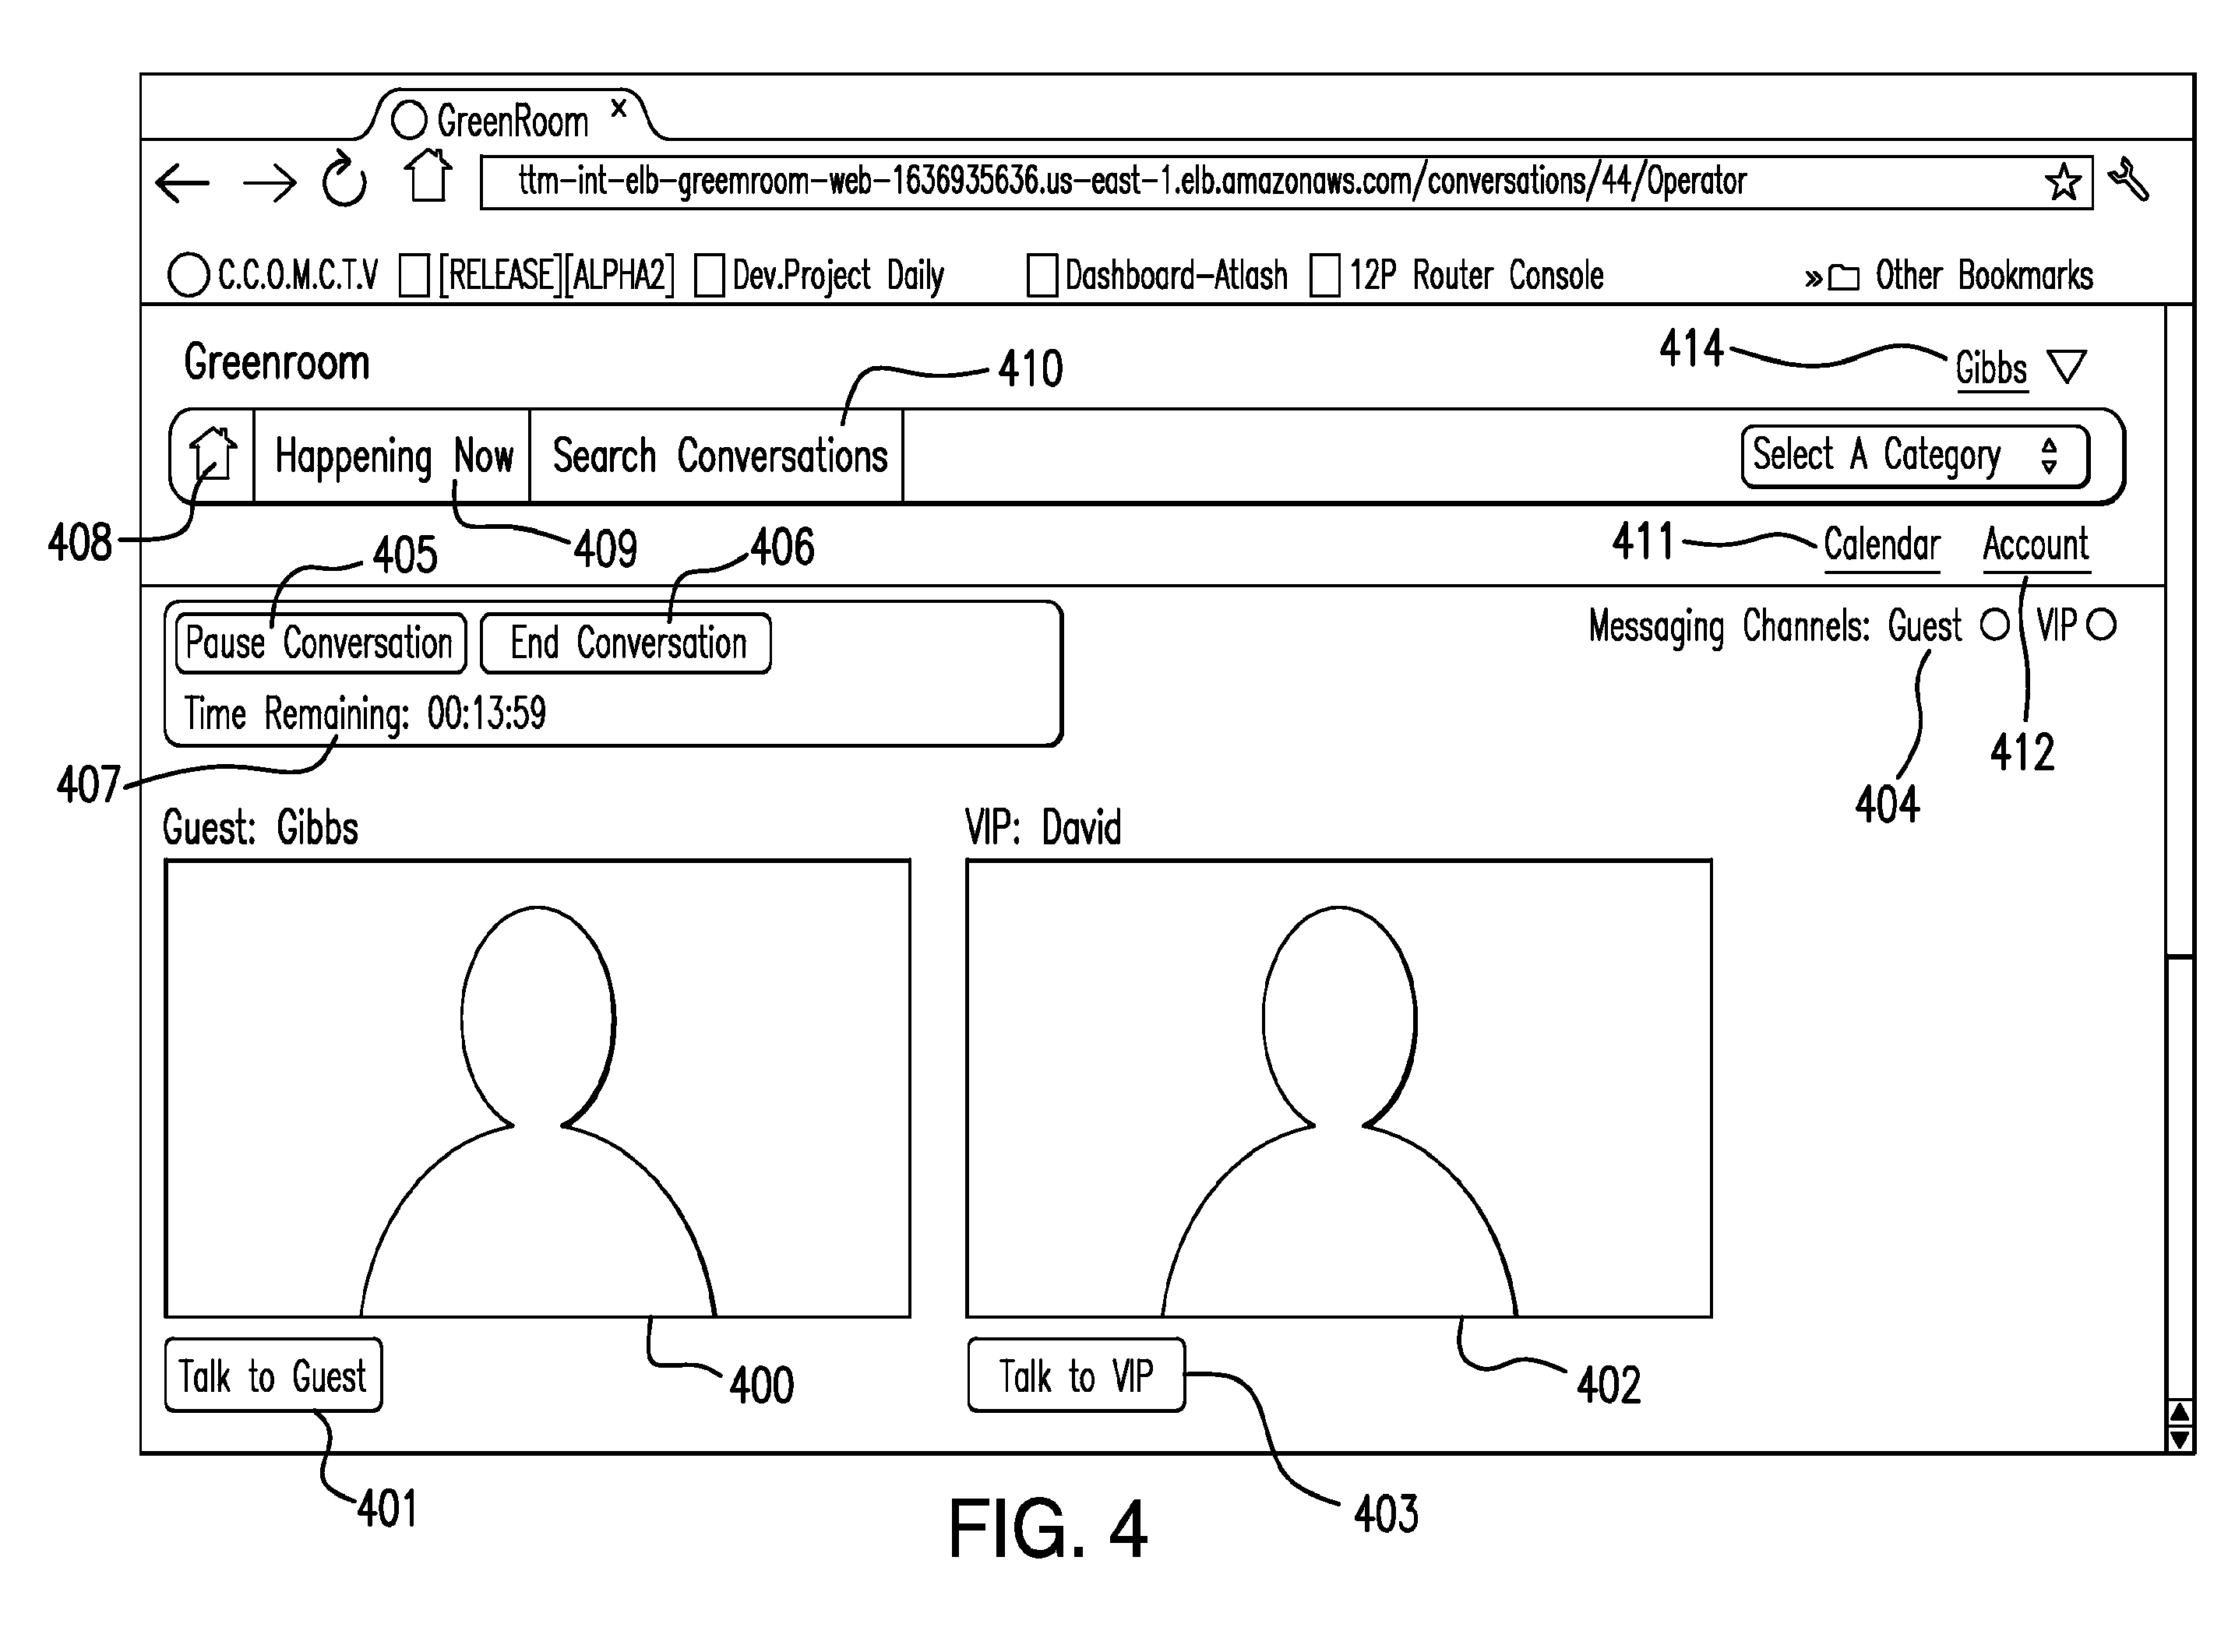 GreenRoom x
ttm-int-elb-greemroom-web-1636935636.us-east-1.elb.amazonaws.com/conversations/44/Operator
C.C.O.M.C.T.V [RELEASE][ALPHA2] Dev.Project Daily Dashboard-Atlash 12P Router Console » Other Bookmarks
Greenroom 410 414 Gibbs
Happening Now Search Conversations Select A Category
408 405 409 406 411 Calendar Account
Pause Conversation End Conversation Messaging Channels: Guest VIP
Time Remaining: 00:13:59
407 404 412
Guest: Gibbs VIP: David
Talk to Guest 400 Talk to VIP 402
401 403
FIG. 4